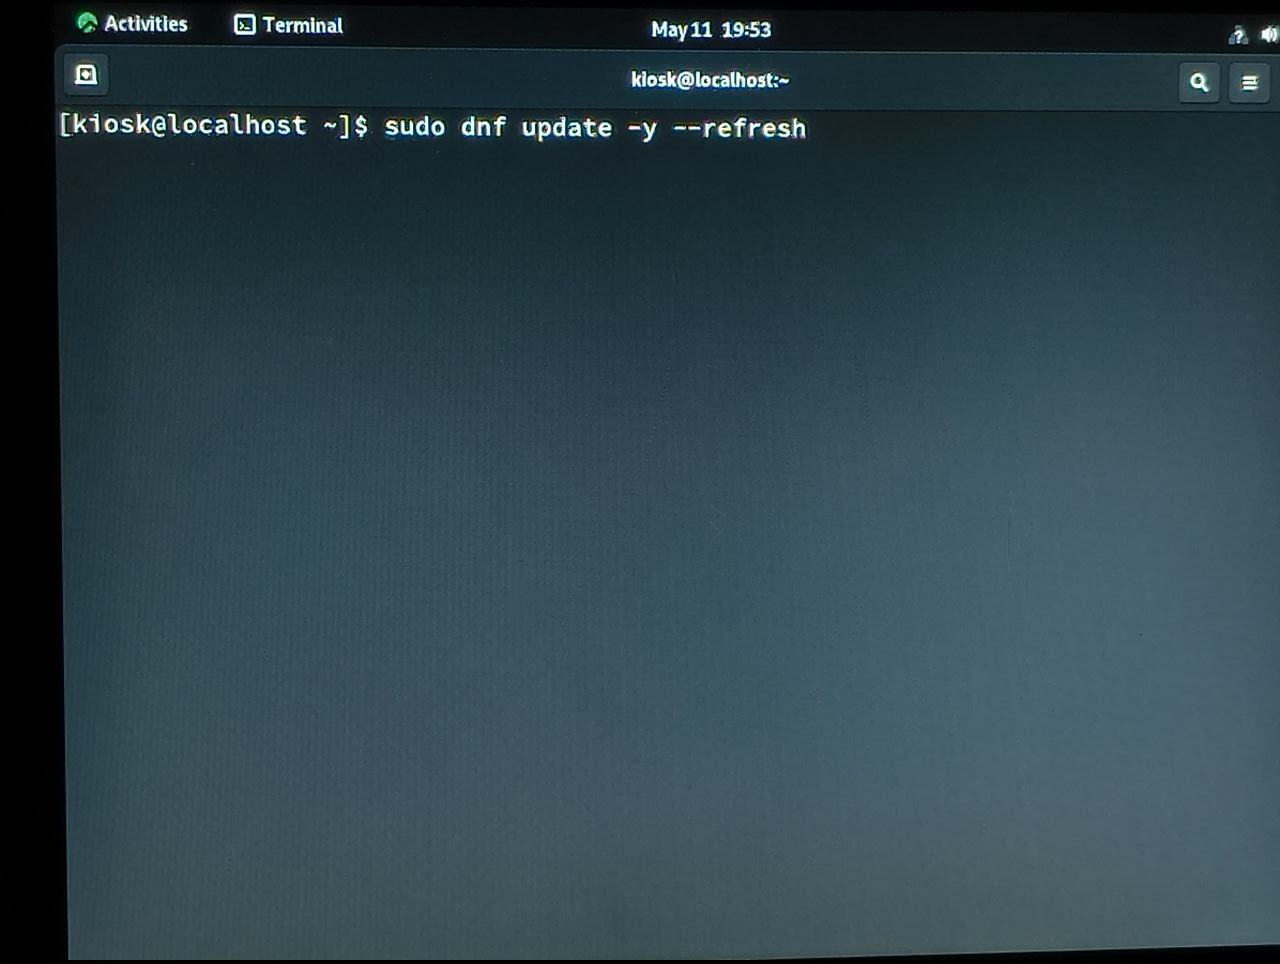 Activities Terminal May 11 19:53
kiosk@localhost:~
[kiosk@localhost ~]$ sudo dnf update -y --refresh